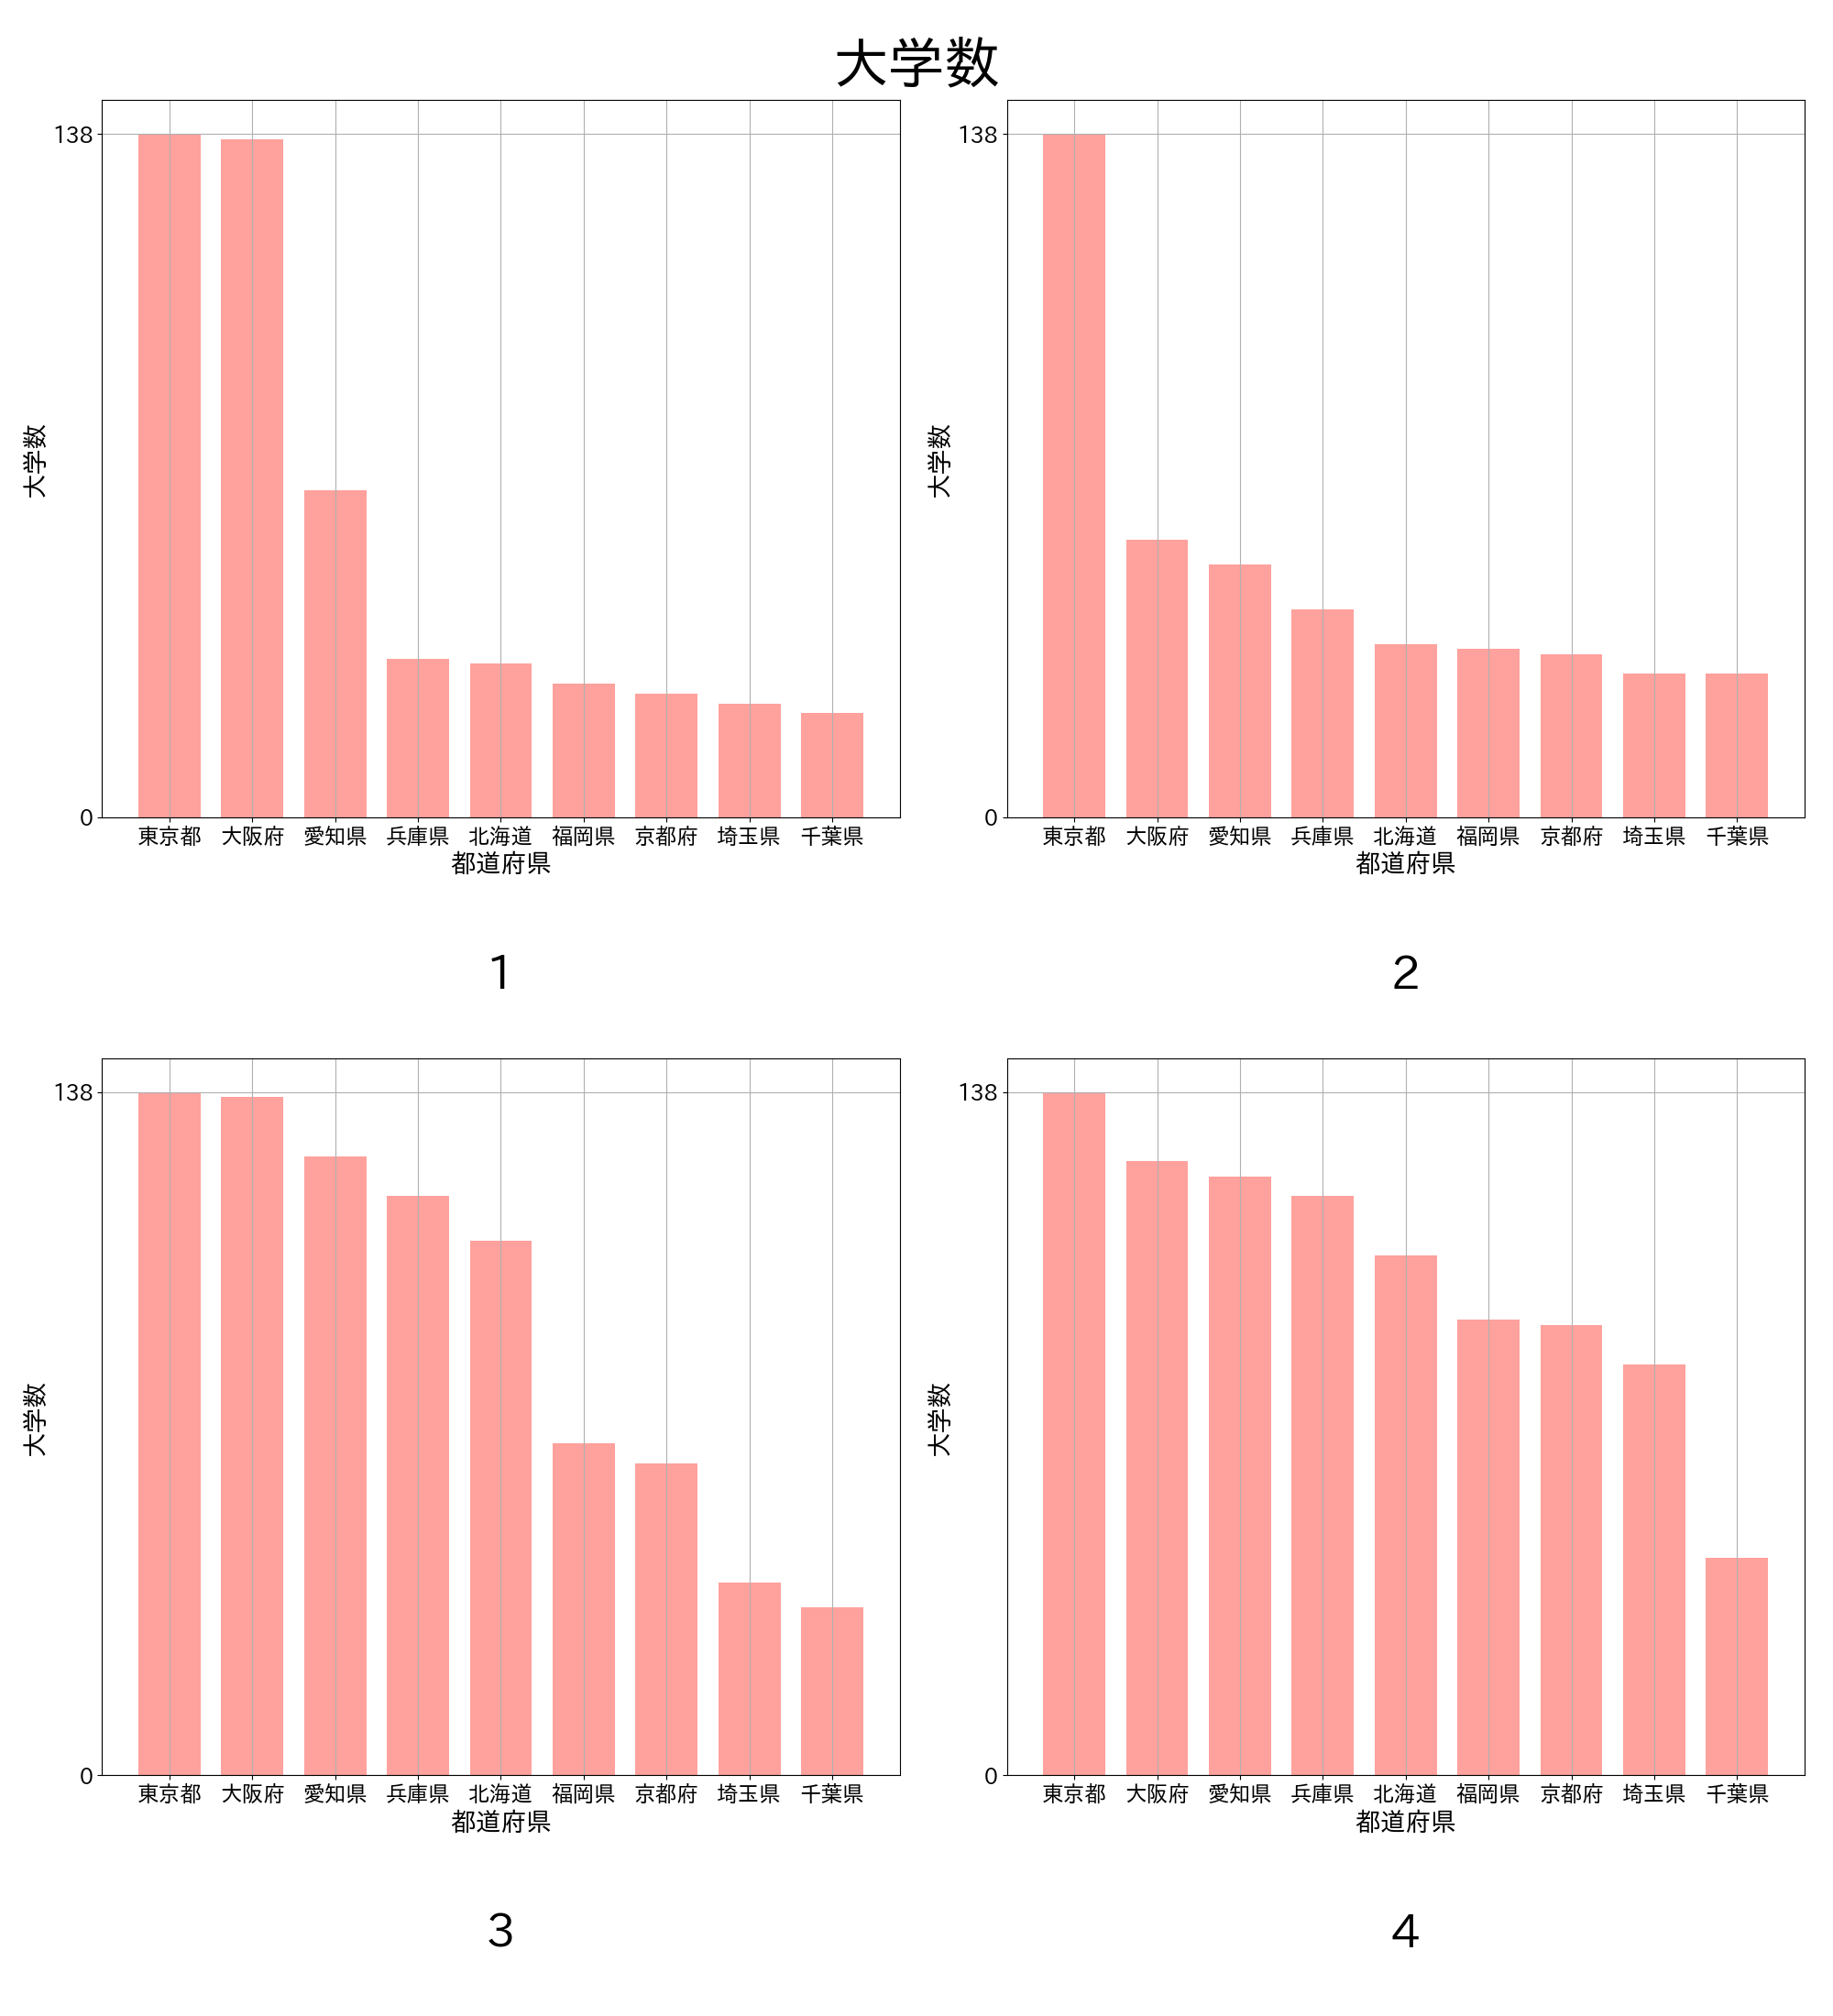 大学数
138
大学数
0
東京都 大阪府 愛知県 兵庫県 北海道 福岡県 京都府 埼玉県 千葉県
都道府県
1
138
大学数
0
東京都 大阪府 愛知県 兵庫県 北海道 福岡県 京都府 埼玉県 千葉県
都道府県
2
138
大学数
0
東京都 大阪府 愛知県 兵庫県 北海道 福岡県 京都府 埼玉県 千葉県
都道府県
3
138
大学数
0
東京都 大阪府 愛知県 兵庫県 北海道 福岡県 京都府 埼玉県 千葉県
都道府県
4